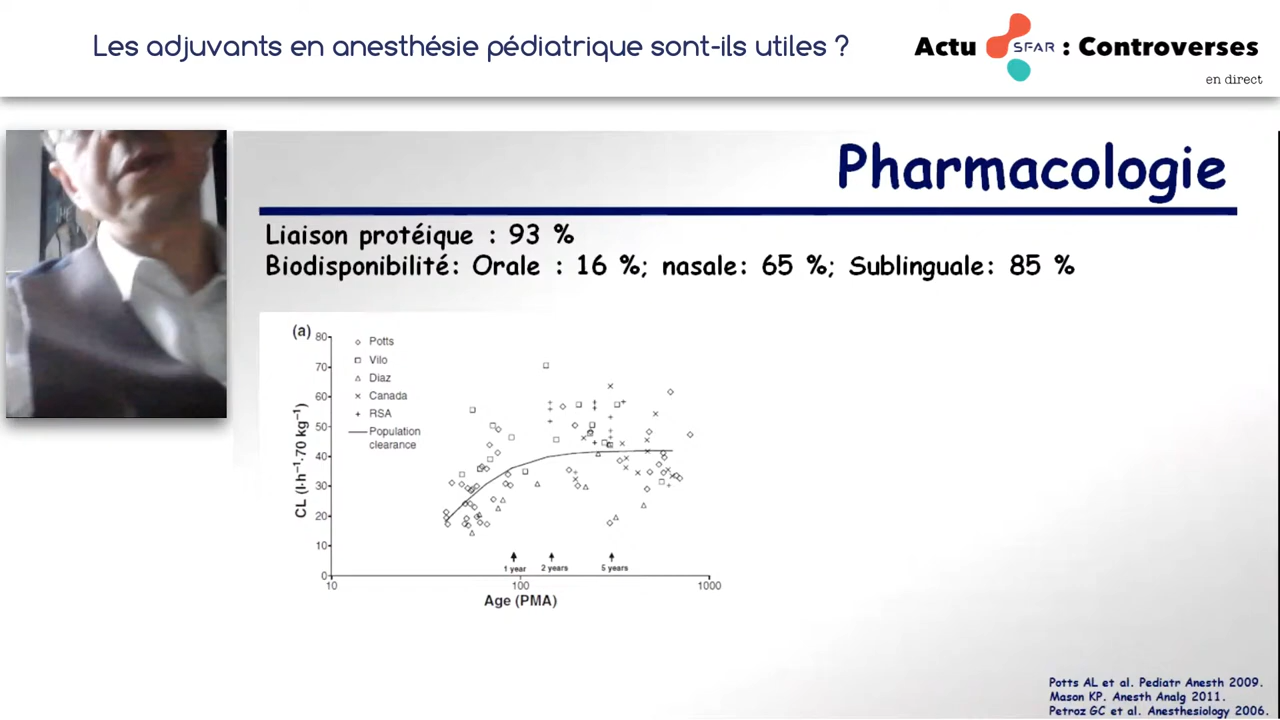 Les adjuvants en anesthésie pédiatrique sont-ils utiles ?
Actu SFAR : Controverses
en direct
Pharmacologie
Liaison protéique : 93 %
Biodisponibilité: Orale : 16 %; nasale: 65 %; Sublinguale: 85 %
(a)
80
70
60
50
40
30
20
10
0
CL (l·h⁻¹·70 kg⁻¹)
Potts
Vilo
Diaz
Canada
RSA
Population
clearance
1 year
2 years
5 years
10
100
1000
Age (PMA)
Potts AL et al. Pediatr Anesth 2009.
Mason KP. Anesth Analg 2011.
Petroz GC et al. Anesthesiology 2006.